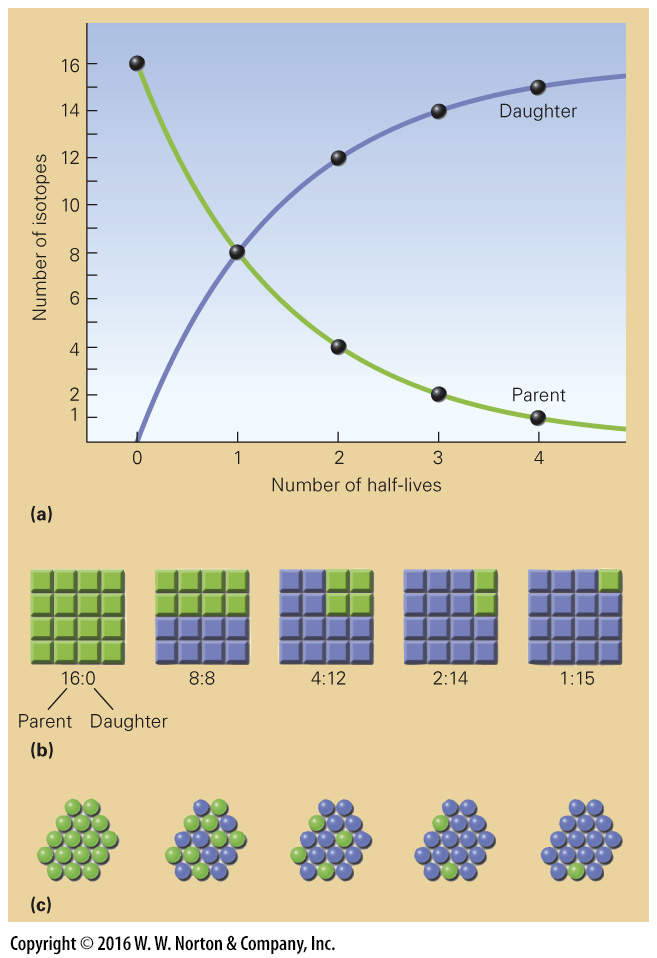 16
14
12
10
8
6
4
2
1
Number of isotopes
Daughter
Parent
0 1 2 3 4
Number of half-lives
(a)
16:0 8:8 4:12 2:14 1:15
Parent Daughter
(b)
(c)
Copyright © 2016 W. W. Norton & Company, Inc.